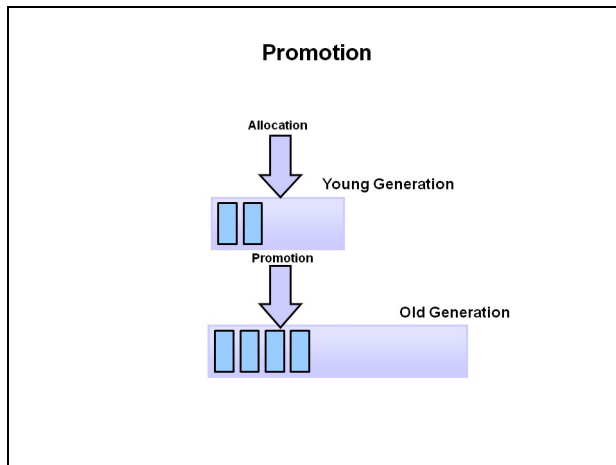 Promotion
Allocation
Young Generation
Promotion
Old Generation